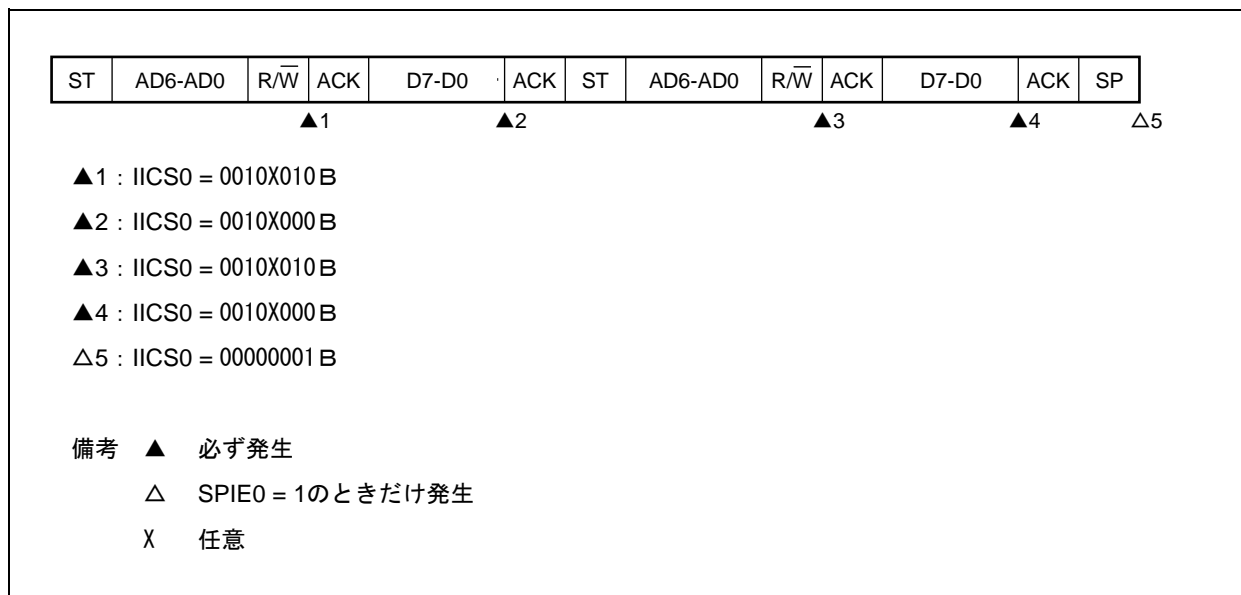 ST AD6-AD0 R/W̅ ACK D7-D0 ACK ST AD6-AD0 R/W̅ ACK D7-D0 ACK SP
▲1 ▲2 ▲3 ▲4 △5
▲1：IICS0 = 0010X010B
▲2：IICS0 = 0010X000B
▲3：IICS0 = 0010X010B
▲4：IICS0 = 0010X000B
△5：IICS0 = 00000001B
備考 ▲ 必ず発生
△ SPIE0 = 1のときだけ発生
X 任意